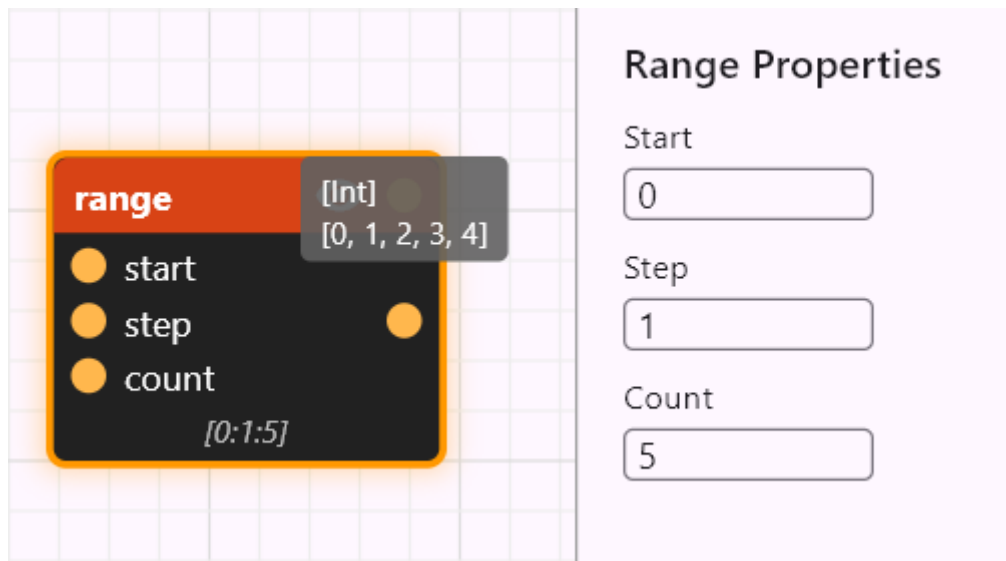 range
[Int]
[0, 1, 2, 3, 4]
start
step
count
[0:1:5]
Range Properties
Start
0
Step
1
Count
5